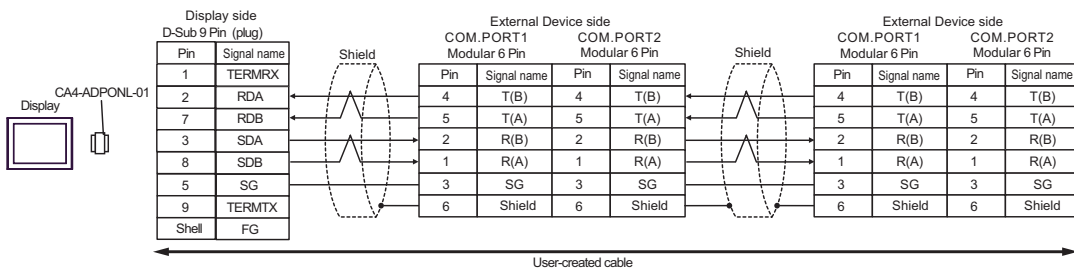 Display side
D-Sub 9 Pin (plug)
Pin Signal name
1 TERMRX
2 RDA
7 RDB
3 SDA
8 SDB
5 SG
9 TERMTX
Shell FG
Display
CA4-ADPONL-01
Shield
External Device side
COM.PORT1 COM.PORT2
Modular 6 Pin Modular 6 Pin
Pin Signal name Pin Signal name
4 T(B) 4 T(B)
5 T(A) 5 T(A)
2 R(B) 2 R(B)
1 R(A) 1 R(A)
3 SG 3 SG
6 Shield 6 Shield
Shield
External Device side
COM.PORT1 COM.PORT2
Modular 6 Pin Modular 6 Pin
Pin Signal name Pin Signal name
4 T(B) 4 T(B)
5 T(A) 5 T(A)
2 R(B) 2 R(B)
1 R(A) 1 R(A)
3 SG 3 SG
6 Shield 6 Shield
User-created cable